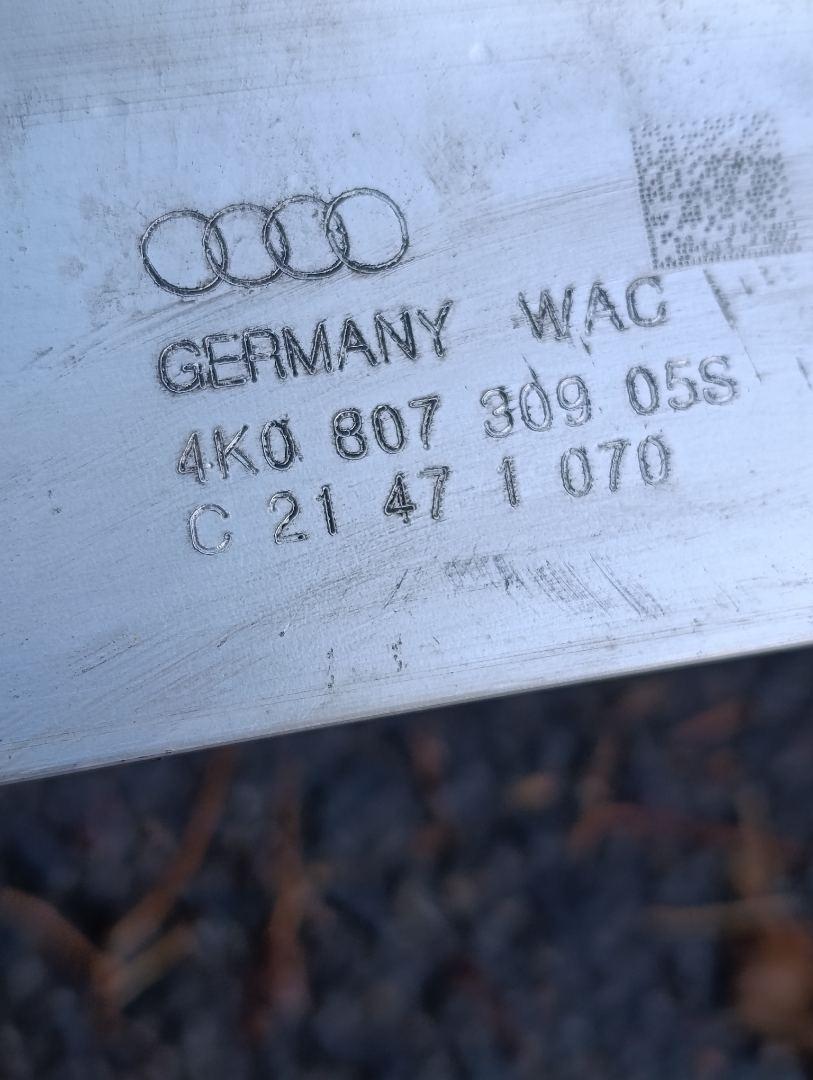 GERMANY WAC
4K0 807 309 05S
C 21 47 1 070